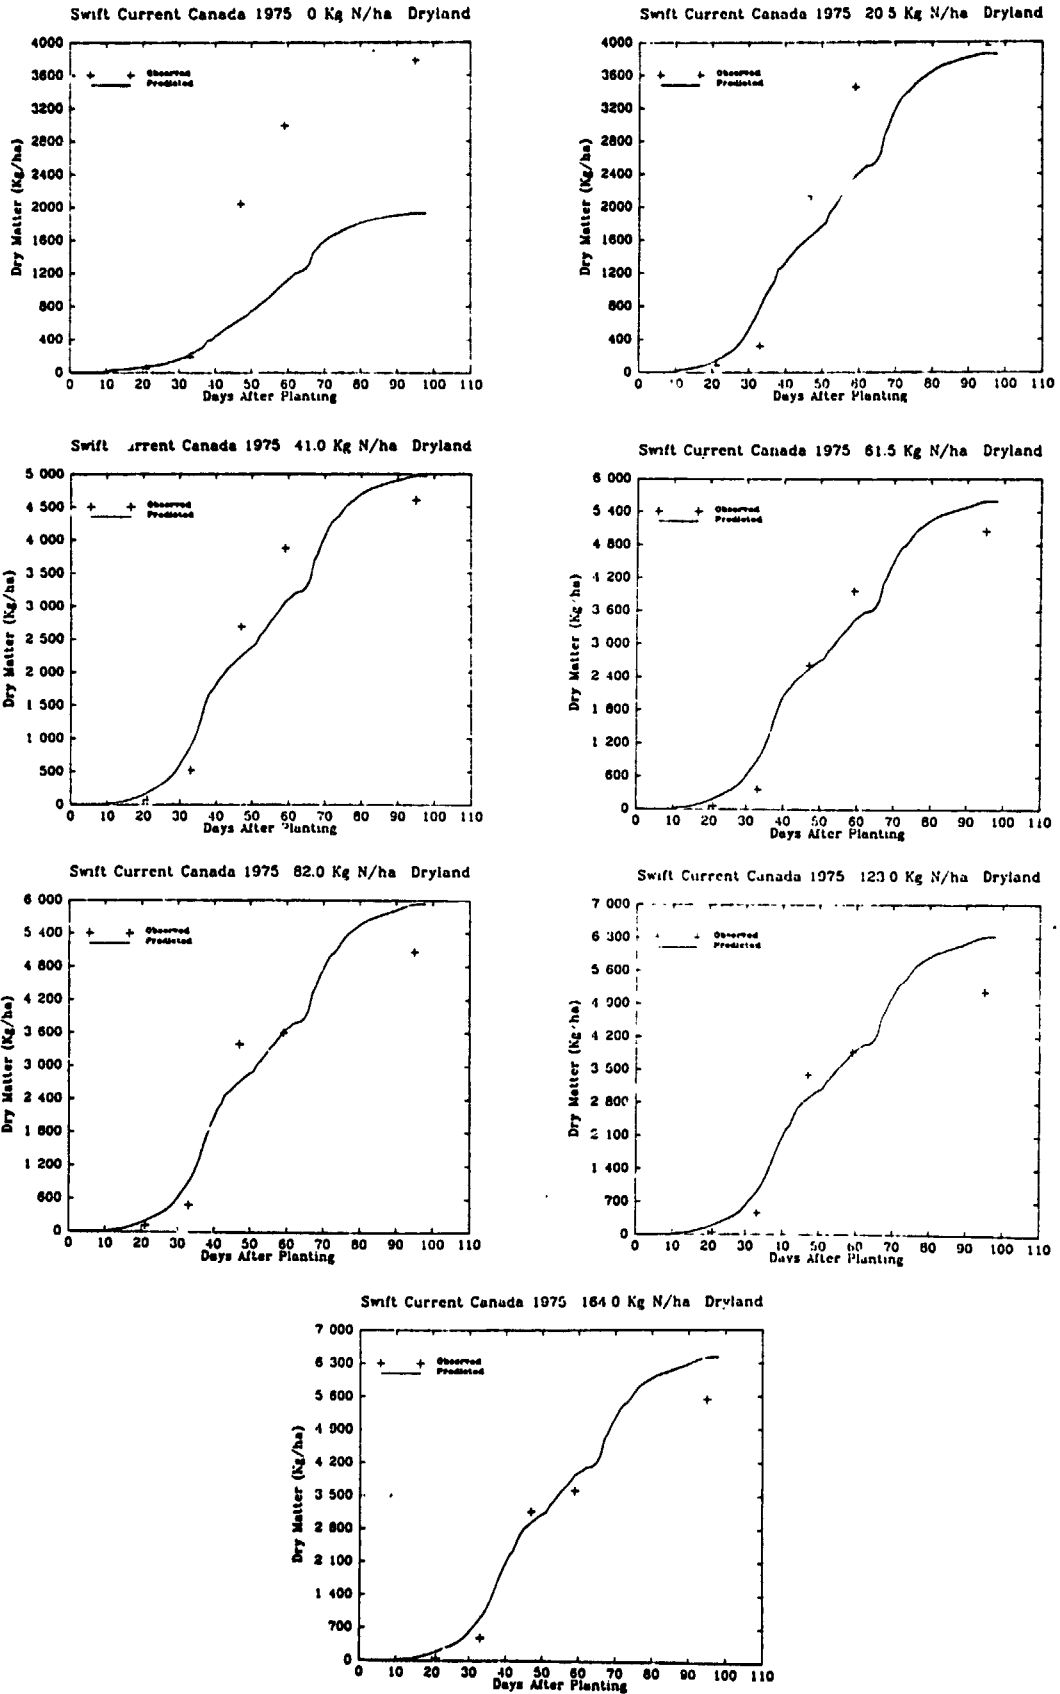 Swift Current Canada 1975 0 Kg N/ha Dryland
4000
3600
3200
2800
2400
2000
1600
1200
800
400
0
Dry Matter (Kg/ha)
Observed
Predicted
0 10 20 30 40 50 60 70 80 90 100 110
Days After Planting
Swift Current Canada 1975 20 5 Kg N/ha Dryland
4000
3600
3200
2800
2400
2000
1600
1200
800
400
0
Dry Matter (Kg/ha)
Observed
Predicted
0 10 20 30 40 50 60 70 80 90 100 110
Days After Planting
Swift Current Canada 1975 41.0 Kg N/ha Dryland
5 000
4 500
4 000
3 500
3 000
2 500
2 000
1 500
1 000
500
0
Dry Matter (Kg/ha)
Observed
Predicted
0 10 20 30 40 50 60 70 80 90 100 110
Days After Planting
Swift Current Canada 1975 61.5 Kg N/ha Dryland
6 000
5 400
4 800
4 200
3 600
3 000
2 400
1 800
1 200
600
0
Dry Matter (Kg/ha)
Observed
Predicted
0 10 20 30 40 50 60 70 80 90 100 110
Days After Planting
Swift Current Canada 1975 82.0 Kg N/ha Dryland
6 000
5 400
4 800
4 200
3 600
3 000
2 400
1 800
1 200
600
0
Dry Matter (Kg/ha)
Observed
Predicted
0 10 20 30 40 50 60 70 80 90 100 110
Days After Planting
Swift Current Canada 1975 123 0 Kg N/ha Dryland
7 000
6 300
5 600
4 900
4 200
3 500
2 800
2 100
1 400
700
0
Dry Matter (Kg/ha)
Observed
Predicted
0 10 20 30 40 50 60 70 80 90 100 110
Days After Planting
Swift Current Canada 1975 164 0 Kg N/ha Dryland
7 000
6 300
5 600
4 900
4 200
3 500
2 800
2 100
1 400
700
0
Dry Matter (Kg/ha)
Observed
Predicted
0 10 20 30 40 50 60 70 80 90 100 110
Days After Planting